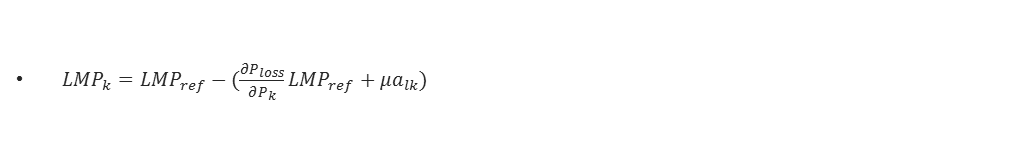 • LMP_k = LMP_ref − (∂P_loss/∂P_k LMP_ref + μa_lk)